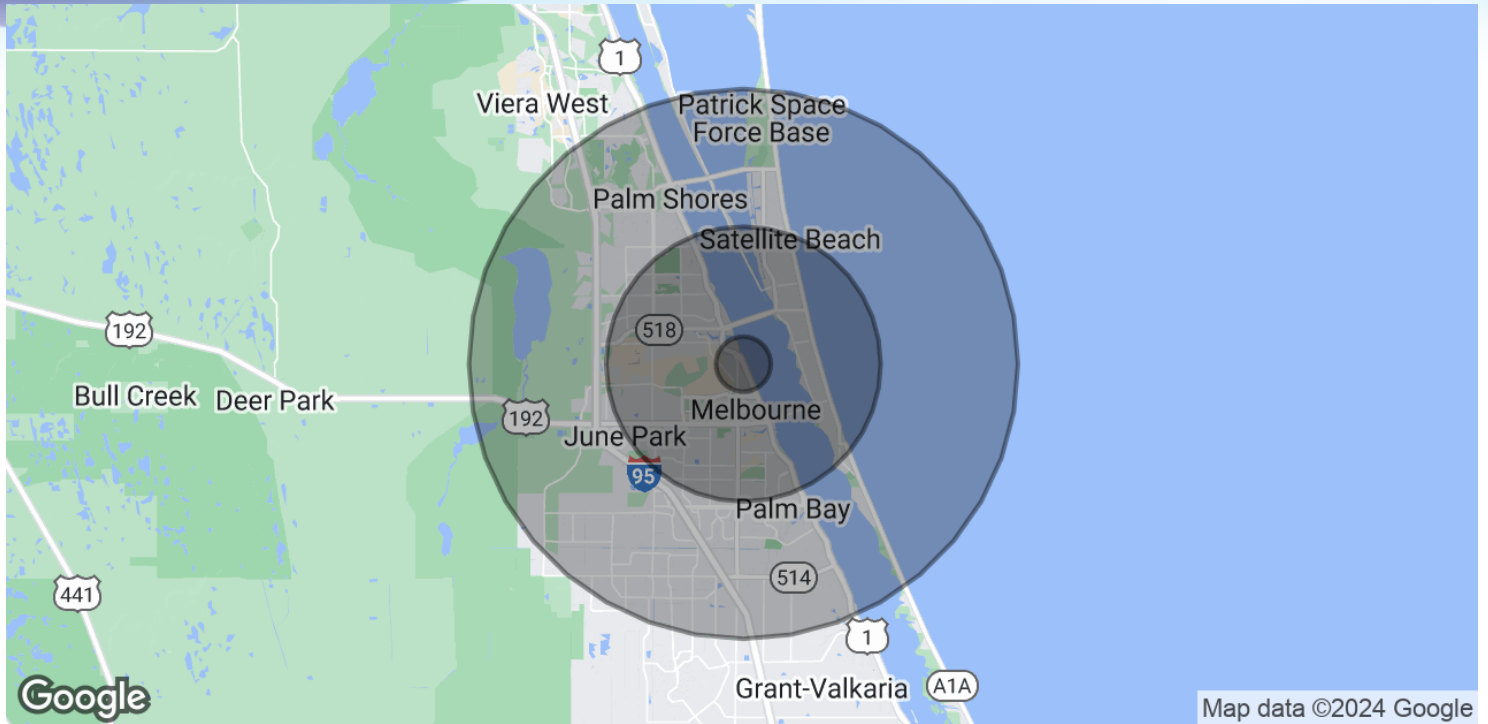 1
Viera West
Patrick Space
Force Base
Palm Shores
Satellite Beach
192
518
Bull Creek
Deer Park
192
Melbourne
June Park
95
Palm Bay
514
441
1
Grant-Valkaria
A1A
Google
Map data ©2024 Google